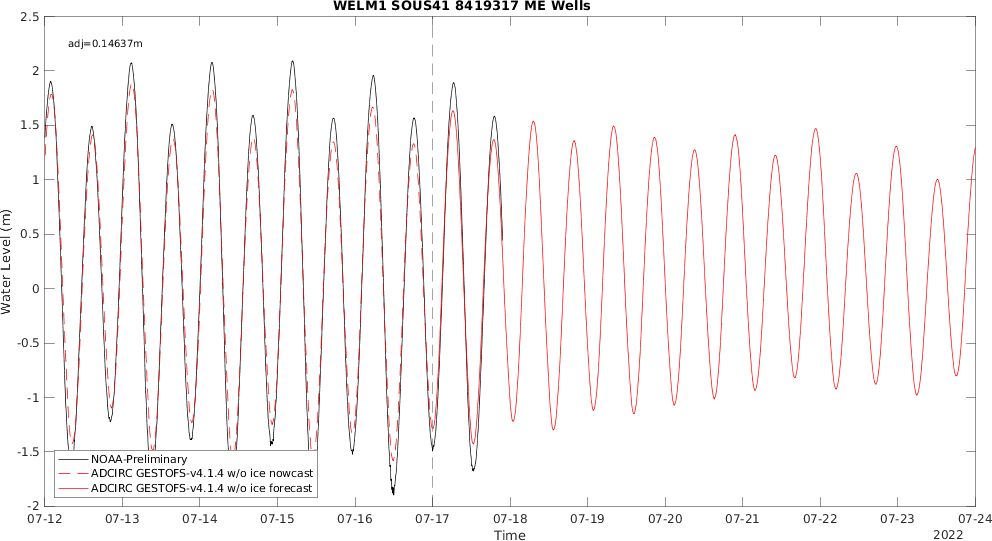 WELM1 SOUS41 8419317 ME Wells
adj=0.14637m
2.5
2
1.5
1
0.5
0
-0.5
-1
-1.5
-2
Water Level (m)
NOAA-Preliminary
ADCIRC GESTOFS-v4.1.4 w/o ice nowcast
ADCIRC GESTOFS-v4.1.4 w/o ice forecast
07-12 07-13 07-14 07-15 07-16 07-17 07-18 07-19 07-20 07-21 07-22 07-23 07-24
Time
2022